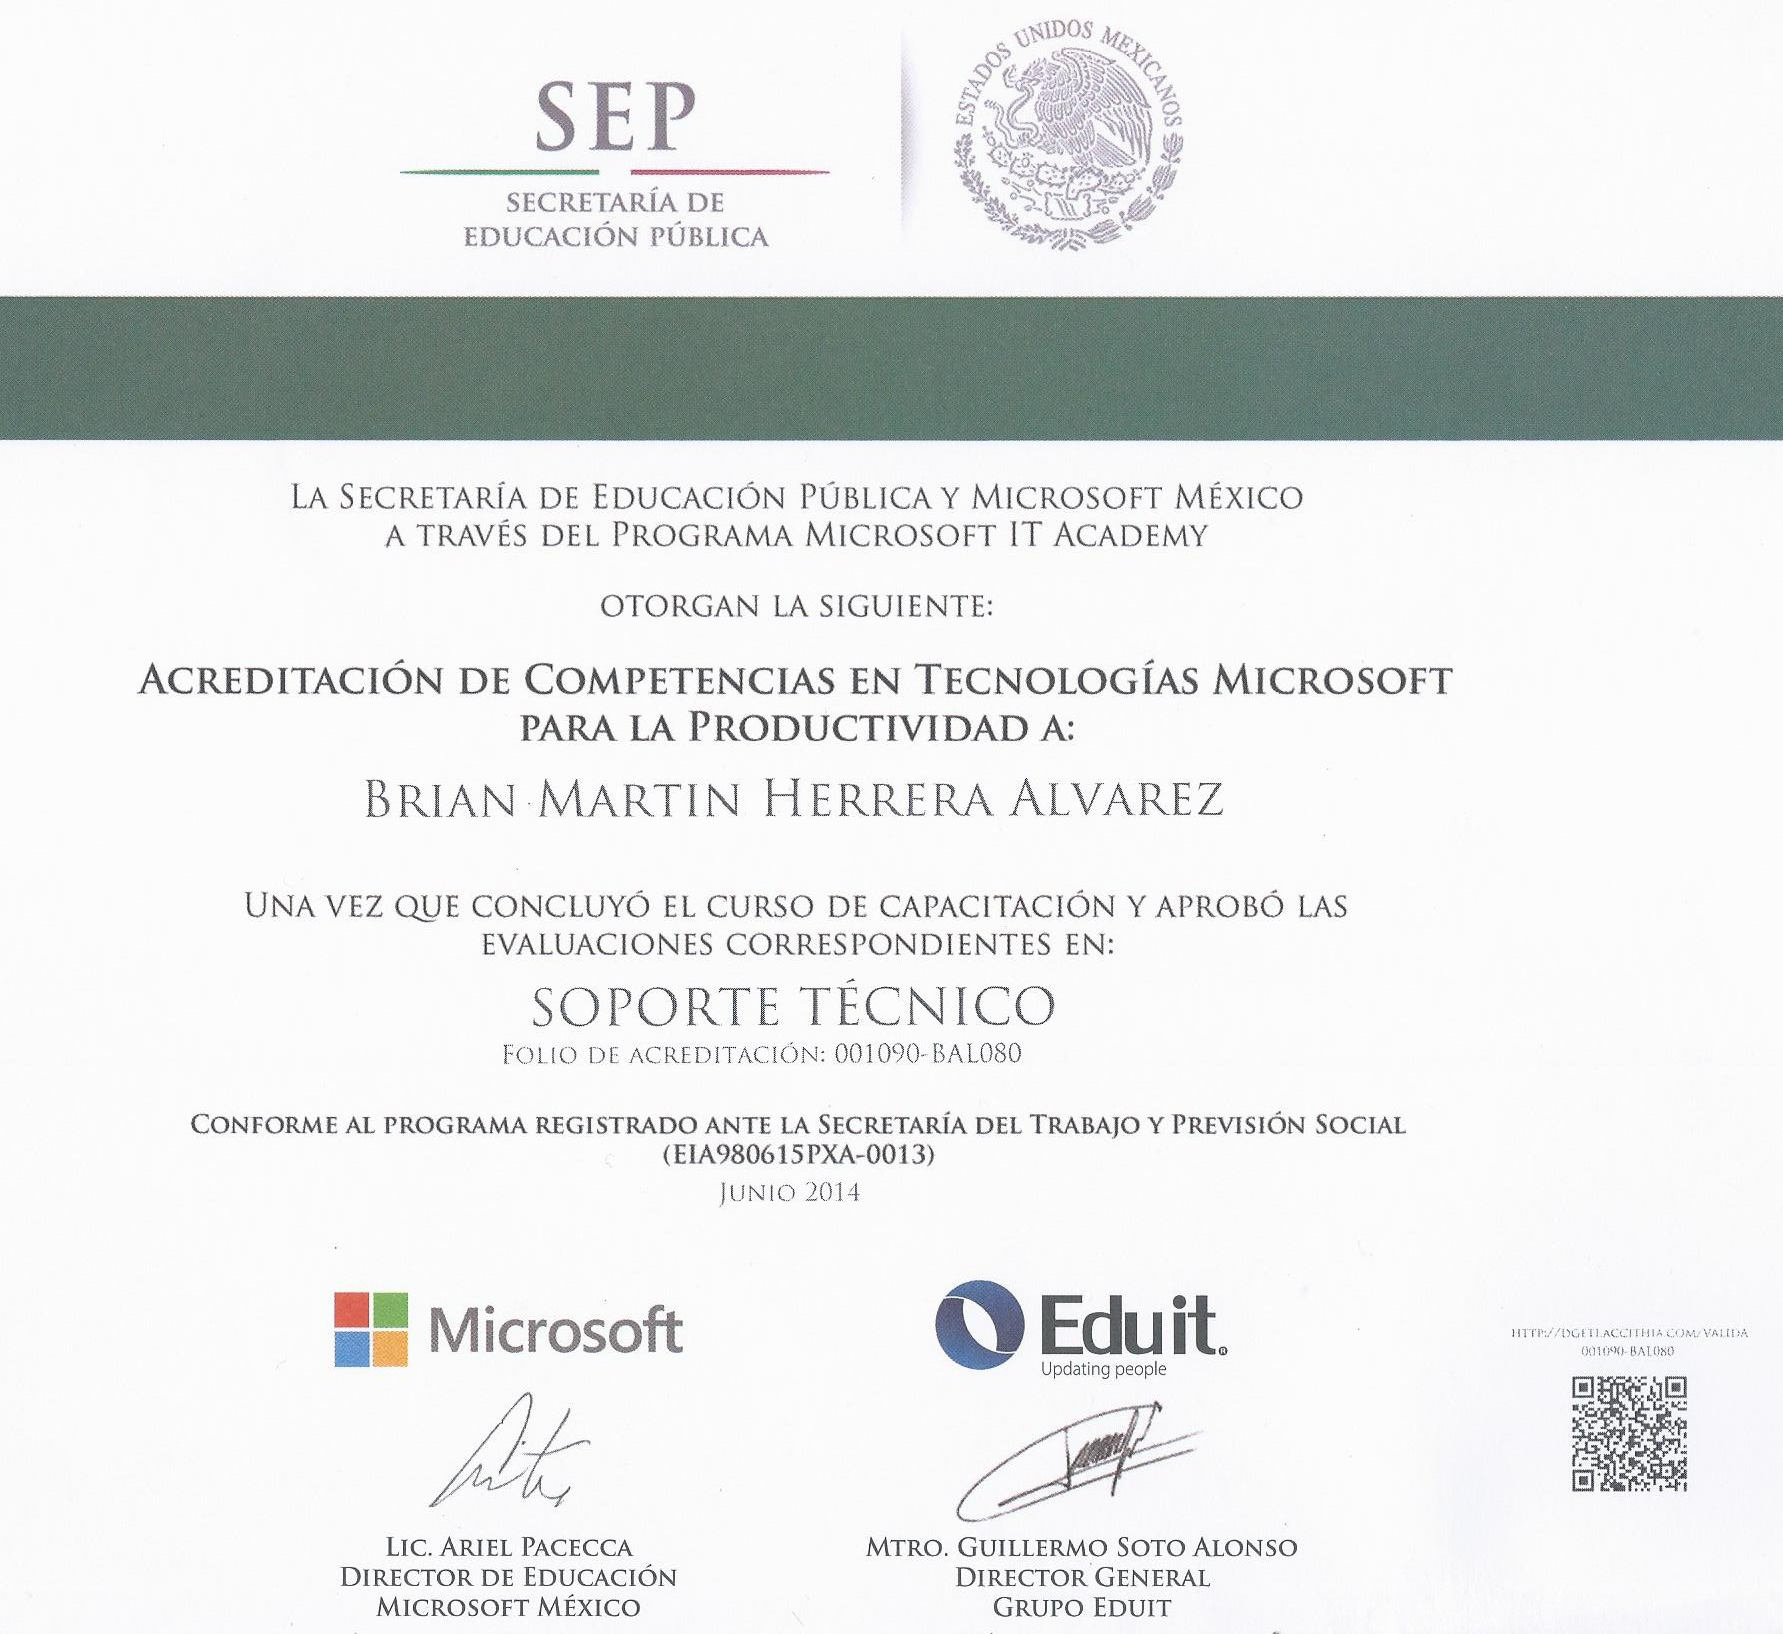 SEP
SECRETARÍA DE
EDUCACIÓN PÚBLICA
ESTADOS UNIDOS MEXICANOS
LA SECRETARÍA DE EDUCACIÓN PÚBLICA Y MICROSOFT MÉXICO
A TRAVÉS DEL PROGRAMA MICROSOFT IT ACADEMY
OTORGAN LA SIGUIENTE:
ACREDITACIÓN DE COMPETENCIAS EN TECNOLOGÍAS MICROSOFT
PARA LA PRODUCTIVIDAD A:
BRIAN MARTIN HERRERA ALVAREZ
UNA VEZ QUE CONCLUYÓ EL CURSO DE CAPACITACIÓN Y APROBÓ LAS
EVALUACIONES CORRESPONDIENTES EN:
SOPORTE TÉCNICO
FOLIO DE ACREDITACIÓN: 001090-BAL080
CONFORME AL PROGRAMA REGISTRADO ANTE LA SECRETARÍA DEL TRABAJO Y PREVISIÓN SOCIAL
(EIA980615PXA-0013)
JUNIO 2014
Microsoft
Eduit®
Updating people
HTTP://DGETI.ACCITHIA.COM/VALIDA
001090-BAL080
LIC. ARIEL PACECCA
DIRECTOR DE EDUCACIÓN
MICROSOFT MÉXICO
MTRO. GUILLERMO SOTO ALONSO
DIRECTOR GENERAL
GRUPO EDUIT